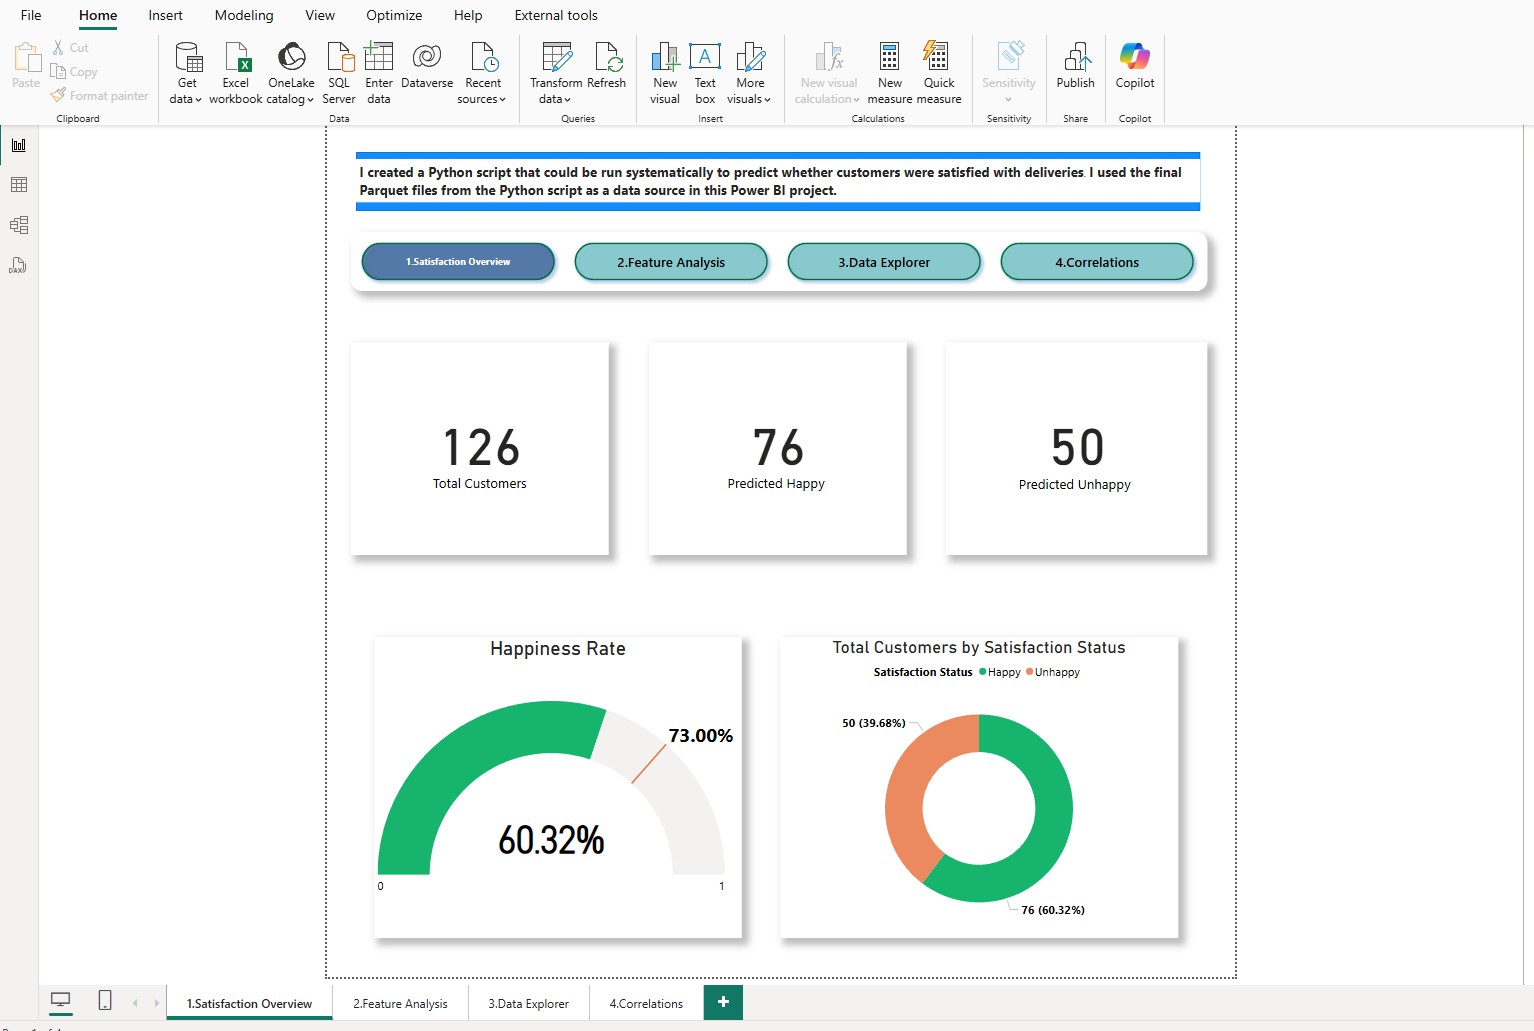 File Home Insert Modeling View Optimize Help External tools
Paste
Cut
Copy
Format painter
Clipboard
Get data
Excel workbook
OneLake catalog
SQL Server
Enter data
Dataverse
Recent sources
Data
Transform data
Refresh
Queries
New visual
Text box
More visuals
Insert
New visual calculation
New measure
Quick measure
Calculations
Sensitivity
Sensitivity
Publish
Share
Copilot
Copilot
I created a Python script that could be run systematically to predict whether customers were satisfied with deliveries. I used the final
Parquet files from the Python script as a data source in this Power BI project.
1.Satisfaction Overview 2.Feature Analysis 3.Data Explorer 4.Correlations
126
Total Customers
76
Predicted Happy
50
Predicted Unhappy
Happiness Rate
73.00%
60.32%
0 1
Total Customers by Satisfaction Status
Satisfaction Status Happy Unhappy
50 (39.68%)
76 (60.32%)
1.Satisfaction Overview 2.Feature Analysis 3.Data Explorer 4.Correlations +